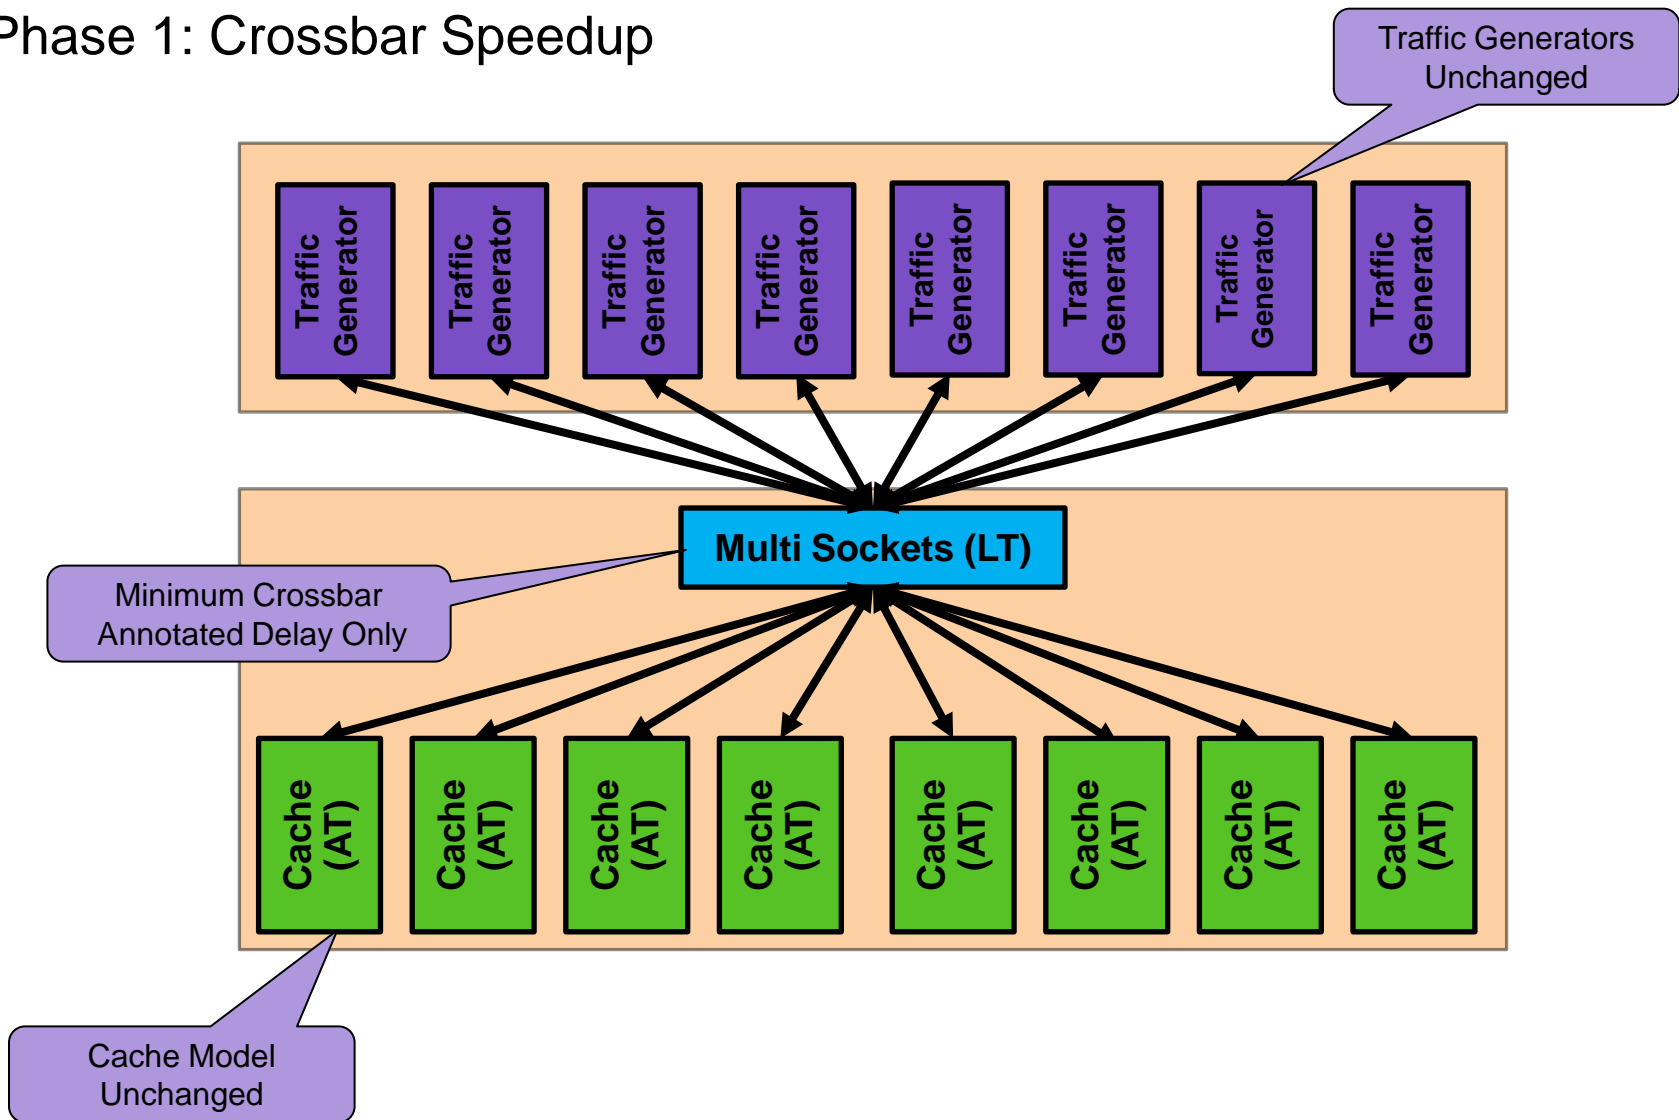 Phase 1: Crossbar Speedup
Traffic Generators
Unchanged
Traffic
Generator
Traffic
Generator
Traffic
Generator
Traffic
Generator
Traffic
Generator
Traffic
Generator
Traffic
Generator
Traffic
Generator
Multi Sockets (LT)
Minimum Crossbar
Annotated Delay Only
Cache
(AT)
Cache
(AT)
Cache
(AT)
Cache
(AT)
Cache
(AT)
Cache
(AT)
Cache
(AT)
Cache
(AT)
Cache Model
Unchanged